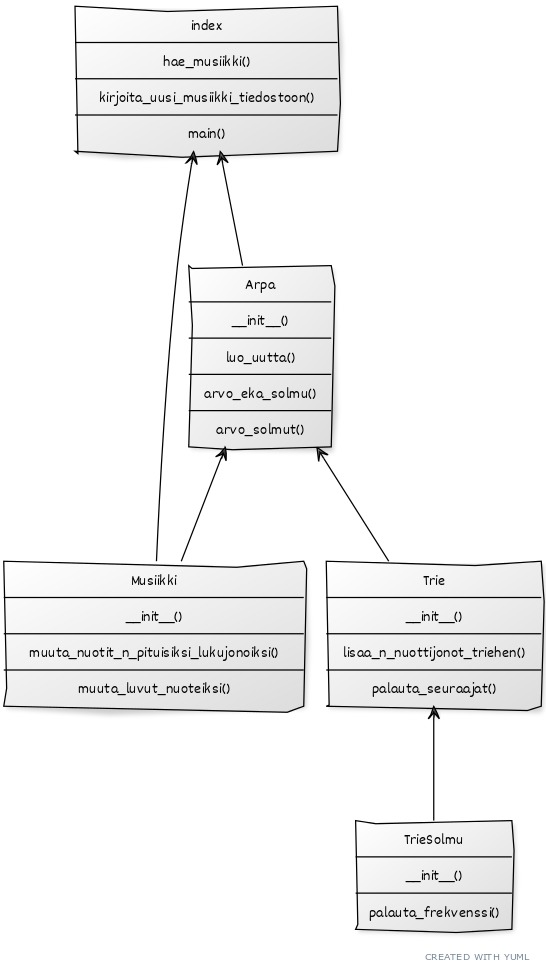 index
hae_musiikki()
kirjoita_uusi_musiikki_tiedostoon()
main()
Arpa
__init__()
luo_uutta()
arvo_eka_solmu()
arvo_solmut()
Musiikki
__init__()
muuta_nuotit_n_pituisiksi_lukujonoiksi()
muuta_luvut_nuoteiksi()
Trie
__init__()
lisaa_n_nuottijonot_triehen()
palauta_seuraajat()
TrieSolmu
__init__()
palauta_frekvenssi()
CREATED WITH YUML